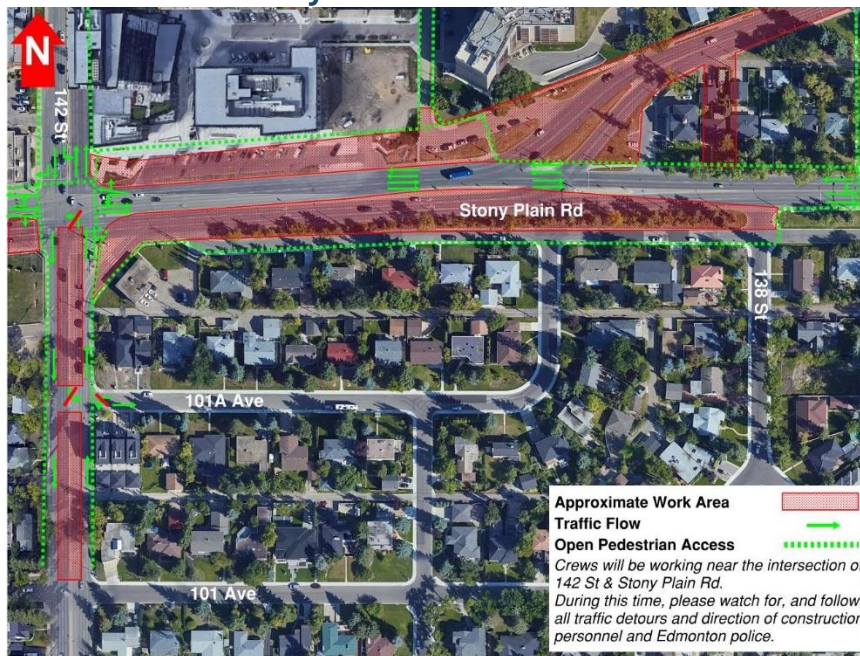 N
142 St
Stony Plain Rd
138 St
101A Ave
101 Ave
Approximate Work Area
Traffic Flow
Open Pedestrian Access
Crews will be working near the intersection of
142 St & Stony Plain Rd.
During this time, please watch for, and follow
all traffic detours and direction of construction
personnel and Edmonton police.